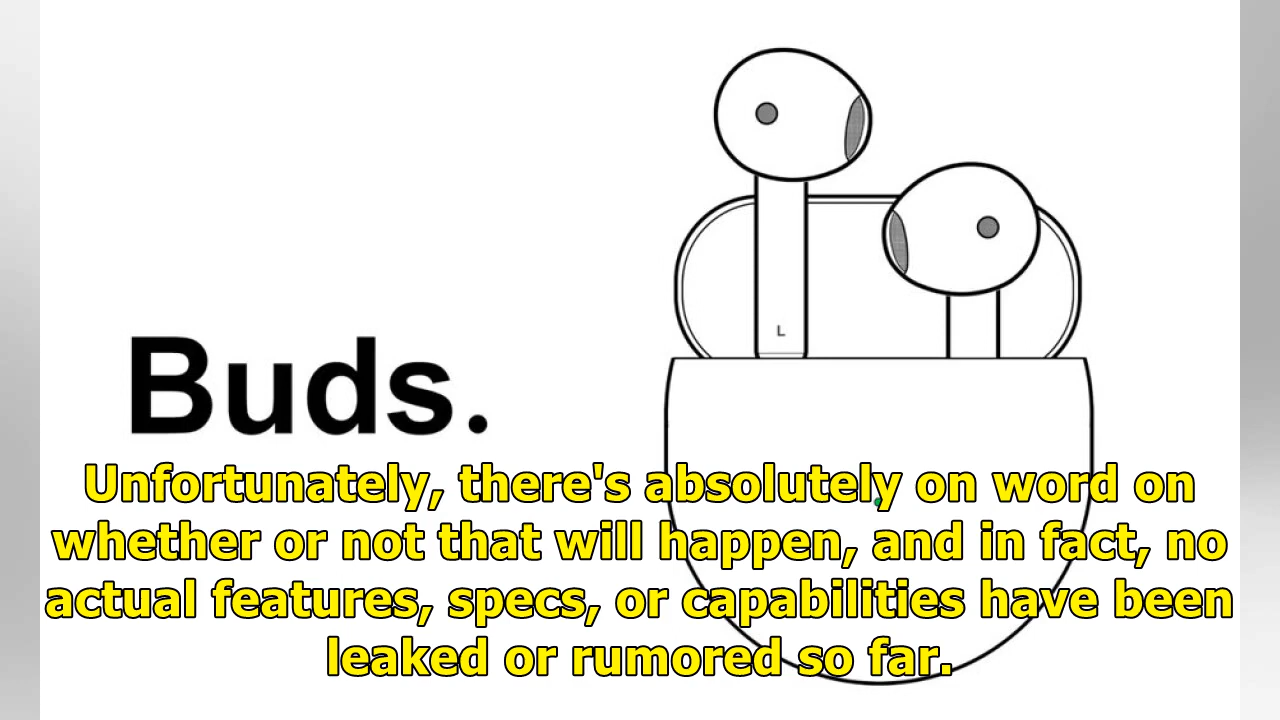 L
Buds.
Unfortunately, there's absolutely on word on
whether or not that will happen, and in fact, no
actual features, specs, or capabilities have been
leaked or rumored so far.